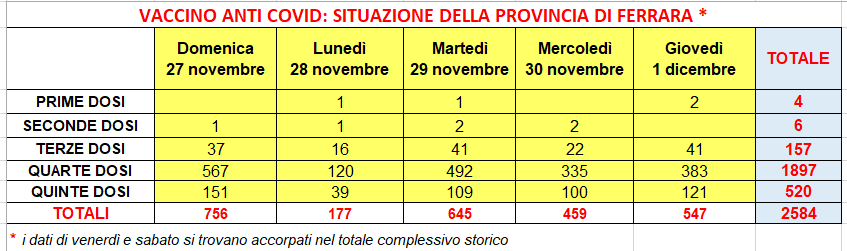 VACCINO ANTI COVID: SITUAZIONE DELLA PROVINCIA DI FERRARA *
Domenica 27 novembre Lunedì 28 novembre Martedì 29 novembre Mercoledì 30 novembre Giovedì 1 dicembre TOTALE
PRIME DOSI 1 1 2 4
SECONDE DOSI 1 1 2 2 6
TERZE DOSI 37 16 41 22 41 157
QUARTE DOSI 567 120 492 335 383 1897
QUINTE DOSI 151 39 109 100 121 520
TOTALI 756 177 645 459 547 2584
* i dati di venerdì e sabato si trovano accorpati nel totale complessivo storico